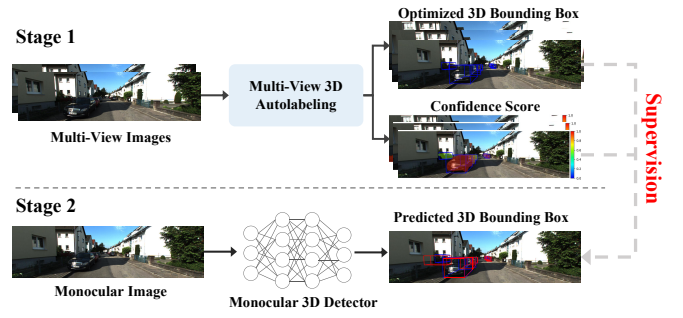 Stage 1
Optimized 3D Bounding Box
Multi-View 3D
Autolabeling
Multi-View Images
Confidence Score
Supervision
Stage 2
Predicted 3D Bounding Box
Monocular Image
Monocular 3D Detector